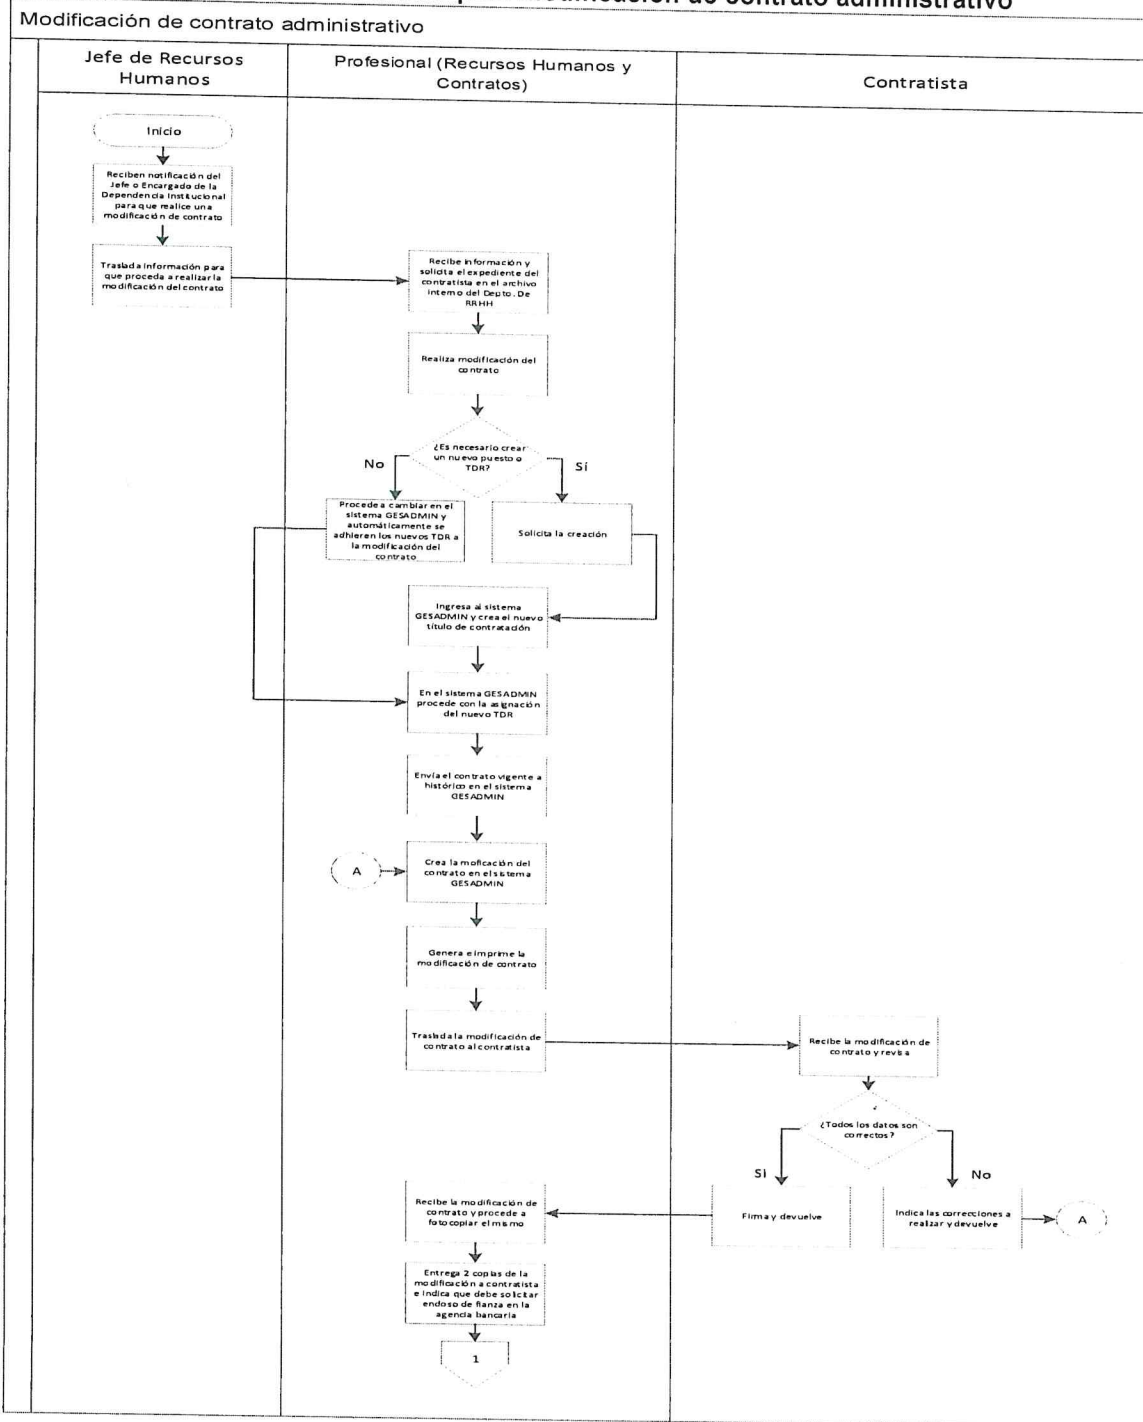 modificación de contrato administrativo
Modificación de contrato administrativo
Jefe de Recursos
Humanos
Profesional (Recursos Humanos y
Contratos)
Contratista
Inicio
Reciben notificación del
Jefe o Encargado de la
Dependencia Institucional
para que realice una
modificación de contrato
Traslada información para
que proceda a realizar la
modificación del contrato
Recibe información y
solicita el expediente del
contratista en el archivo
interno del Depto. De
RRHH
Realiza modificación del
contrato
¿Es necesario crear
un nuevo puesto o
TDR?
No
Sí
Procede a cambiar en el
sistema GESADMIN y
automáticamente se
adhieren los nuevos TDR a
la modificación del
contrato
Solicita la creación
Ingresa al sistema
GESADMIN y crea el nuevo
título de contratación
En el sistema GESADMIN
procede con la asignación
del nuevo TDR
Envía el contrato vigente a
histórico en el sistema
GESADMIN
A
Crea la moficación del
contrato en el sistema
GESADMIN
Genera e imprime la
modificación de contrato
Traslada la modificación de
contrato al contratista
Recibe la modificación de
contrato y revisa
¿Todos los datos son
correctos?
Si
No
Recibe la modificación de
contrato y procede a
fotocopiar el mismo
Firma y devuelve
Indica las correcciones a
realizar y devuelve
A
Entrega 2 copias de la
modificación a contratista
e indica que debe solicitar
endoso de fianza en la
agencia bancaria
1